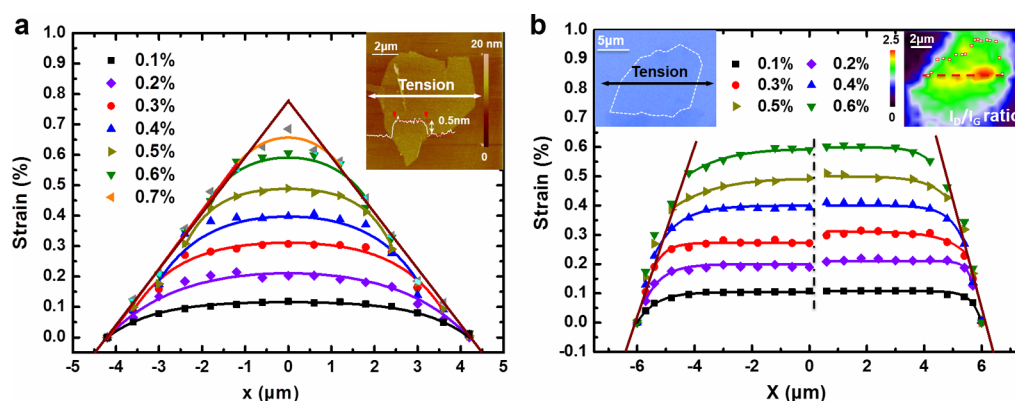 a
1.0
0.9
0.8
0.7
0.6
0.5
0.4
0.3
0.2
0.1
0.0
Strain (%)
-5 -4 -3 -2 -1 0 1 2 3 4 5
x (μm)
0.1%
0.2%
0.3%
0.4%
0.5%
0.6%
0.7%
2μm
20 nm
Tension
0.5nm
0
b
1.0
0.9
0.8
0.7
0.6
0.5
0.4
0.3
0.2
0.1
0.0
-0.1
Strain (%)
-6 -4 -2 0 2 4 6
X (μm)
5μm
Tension
0.1% 0.2%
0.3% 0.4%
0.5% 0.6%
2.5
0
2μm
I_D/I_G ratio